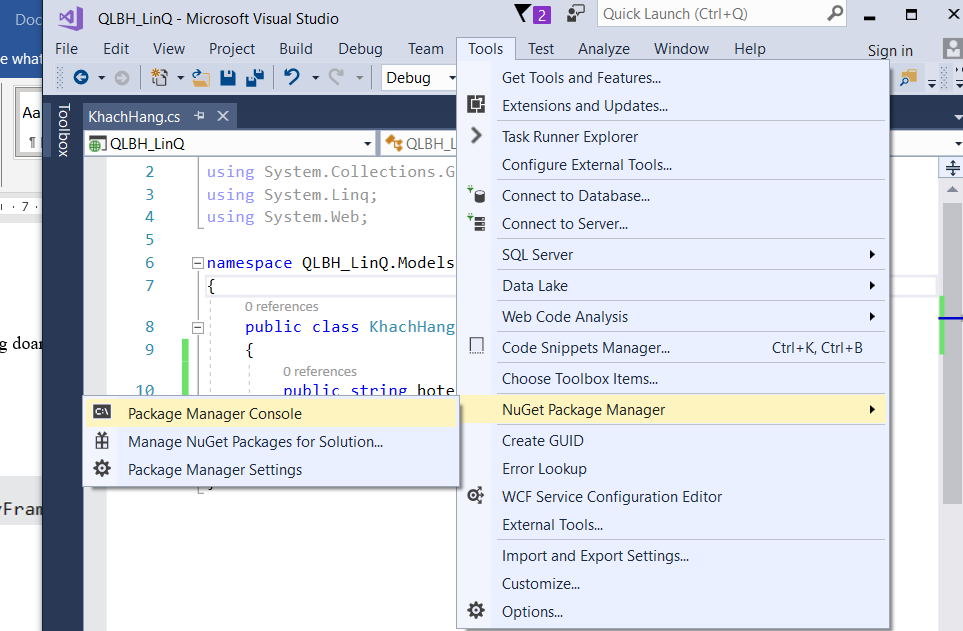 Doc
QLBH_LinQ - Microsoft Visual Studio
2
Quick Launch (Ctrl+Q)
File Edit View Project Build Debug Team Tools Test Analyze Window Help Sign in
e what
Debug
Aa
¶
Toolbox
KhachHang.cs
QLBH_LinQ
QLBH_L
7
2 using System.Collections.G
3 using System.Linq;
4 using System.Web;
5
6 namespace QLBH_LinQ.Models
7 {
0 references
8 public class KhachHang
9 {
0 references
10 public string hote
g doan
yFram
Get Tools and Features...
Extensions and Updates...
Task Runner Explorer
Configure External Tools...
Connect to Database...
Connect to Server...
SQL Server
Data Lake
Web Code Analysis
Code Snippets Manager... Ctrl+K, Ctrl+B
Choose Toolbox Items...
NuGet Package Manager
Create GUID
Error Lookup
WCF Service Configuration Editor
External Tools...
Import and Export Settings...
Customize...
Options...
C:\
Package Manager Console
Manage NuGet Packages for Solution...
Package Manager Settings